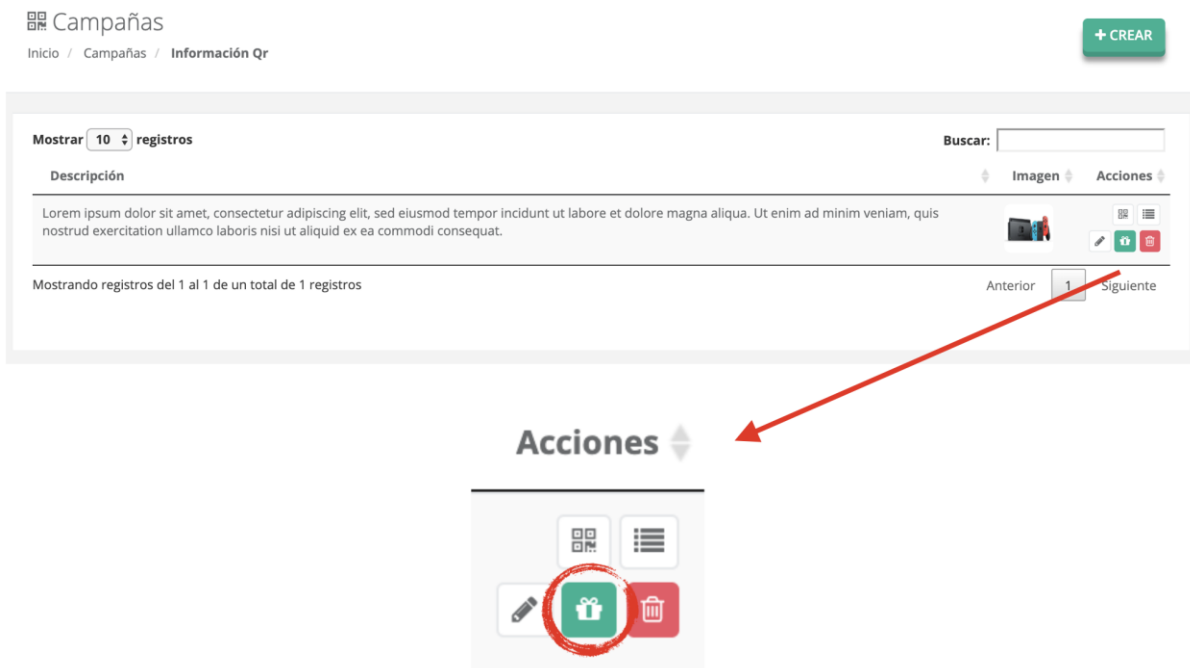 Campañas
Inicio / Campañas / Información Qr
+ CREAR
Mostrar 10 registros
Buscar:
Descripción
Imagen
Acciones
Lorem ipsum dolor sit amet, consectetur adipiscing elit, sed eiusmod tempor incidunt ut labore et dolore magna aliqua. Ut enim ad minim veniam, quis
nostrud exercitation ullamco laboris nisi ut aliquid ex ea commodi consequat.
Mostrando registros del 1 al 1 de un total de 1 registros
Anterior 1 Siguiente
Acciones